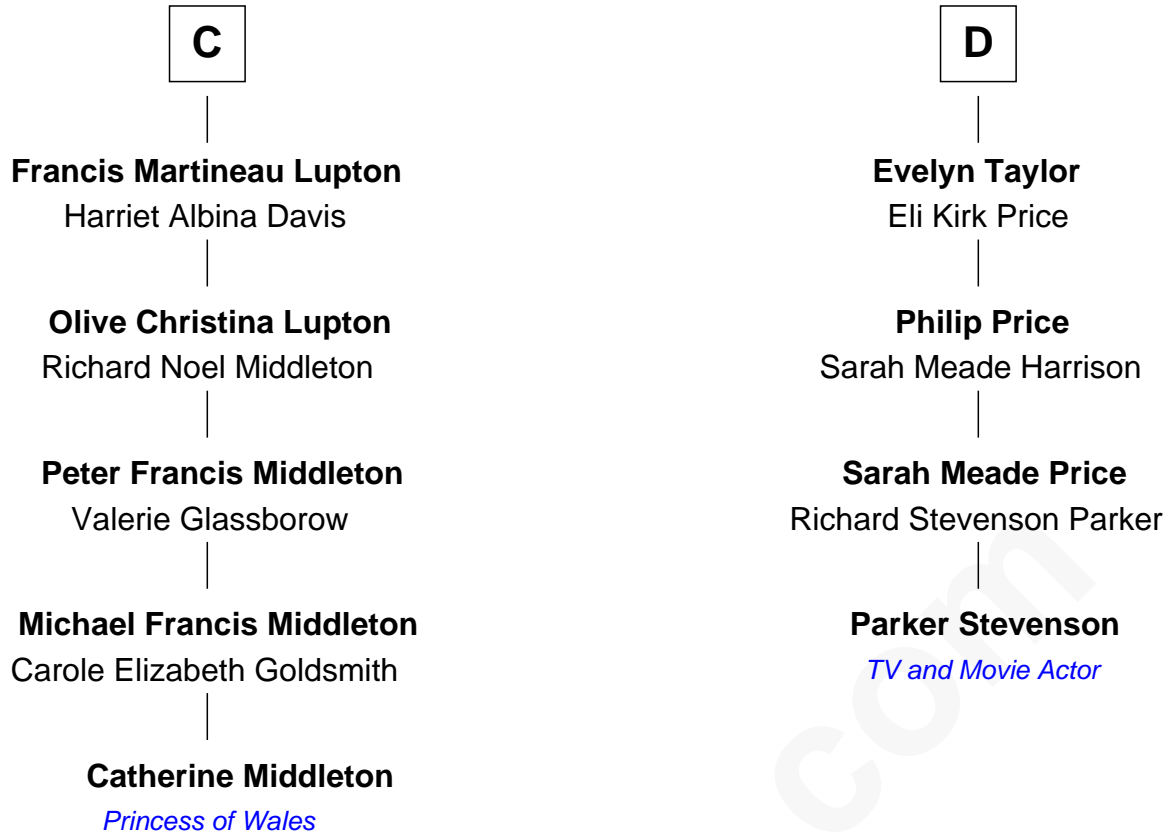 C
Francis Martineau Lupton
Harriet Albina Davis
Olive Christina Lupton
Richard Noel Middleton
Peter Francis Middleton
Valerie Glassborow
Michael Francis Middleton
Carole Elizabeth Goldsmith
Catherine Middleton
Princess of Wales
D
Evelyn Taylor
Eli Kirk Price
Philip Price
Sarah Meade Harrison
Sarah Meade Price
Richard Stevenson Parker
Parker Stevenson
TV and Movie Actor
com